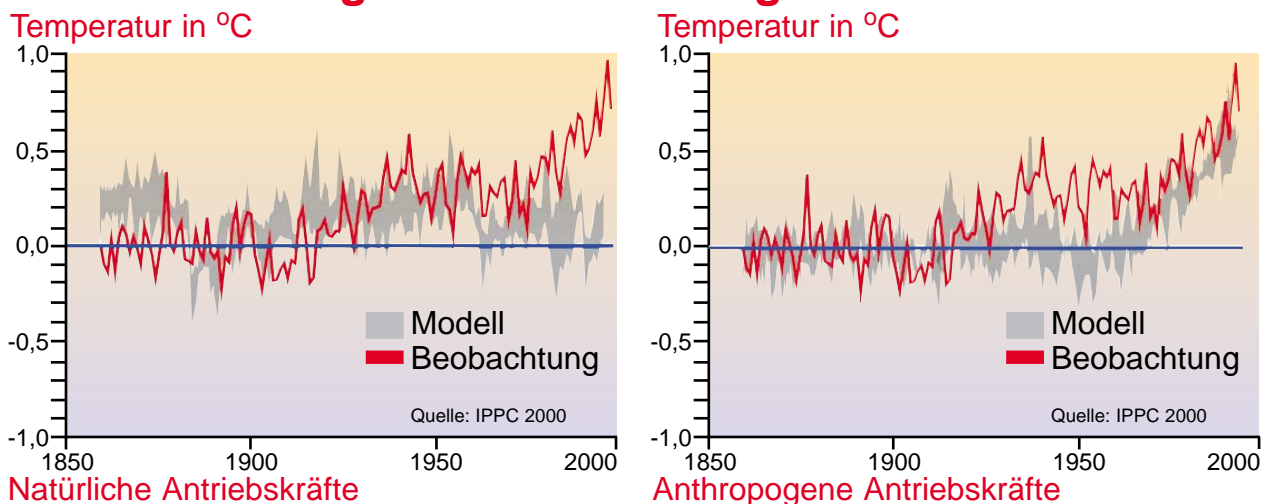 Temperatur in °C
1,0
0,5
0,0
-0,5
-1,0
Modell
Beobachtung
Quelle: IPPC 2000
1850
1900
1950
2000
Natürliche Antriebskräfte
Temperatur in °C
1,0
0,5
0,0
-0,5
-1,0
Modell
Beobachtung
Quelle: IPPC 2000
1850
1900
1950
2000
Anthropogene Antriebskräfte